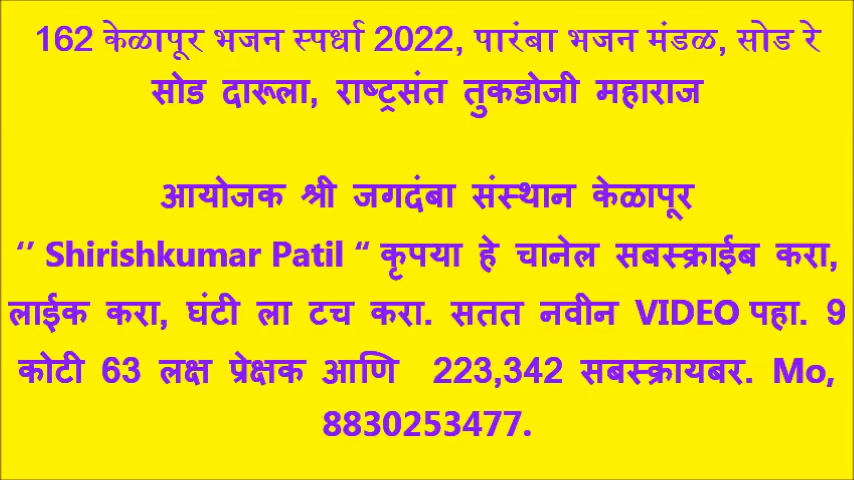 162 केळापूर भजन स्पर्धा 2022, पारंबा भजन मंडळ, सोड रे
सोड दारूला, राष्ट्रसंत तुकडोजी महाराज
आयोजक श्री जगदंबा संस्थान केळापूर
‘’ Shirishkumar Patil “ कृपया हे चानेल सबस्क्राईब करा,
लाईक करा, घंटी ला टच करा. सतत नवीन VIDEO पहा. 9
कोटी 63 लक्ष प्रेक्षक आणि 223,342 सबस्क्रायबर. Mo,
8830253477.